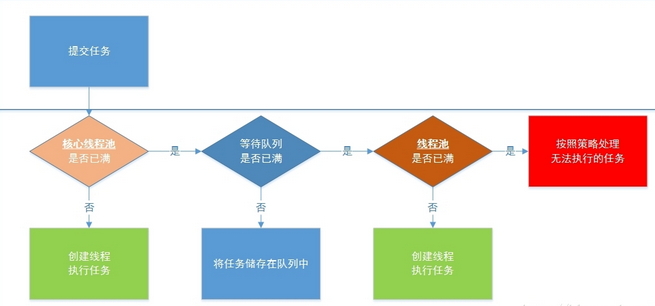 提交任务
核心线程池
是否已满
是
等待队列
是否已满
是
线程池
是否已满
是
按照策略处理
无法执行的任务
否
否
否
创建线程
执行任务
将任务储存在队列中
创建线程
执行任务